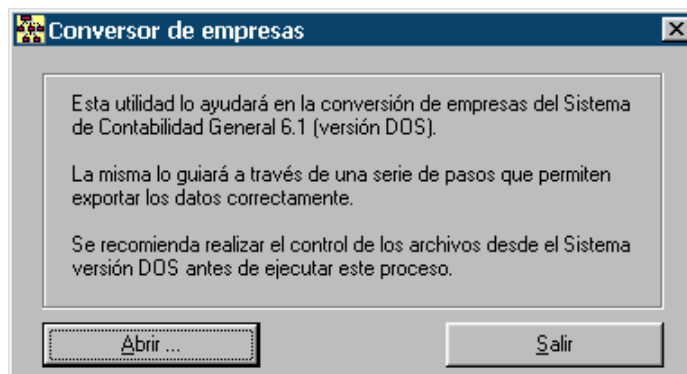 Conversor de empresas
Esta utilidad lo ayudará en la conversión de empresas del Sistema
de Contabilidad General 6.1 (versión DOS).
La misma lo guiará a través de una serie de pasos que permiten
exportar los datos correctamente.
Se recomienda realizar el control de los archivos desde el Sistema
versión DOS antes de ejecutar este proceso.
Abrir ...
Salir